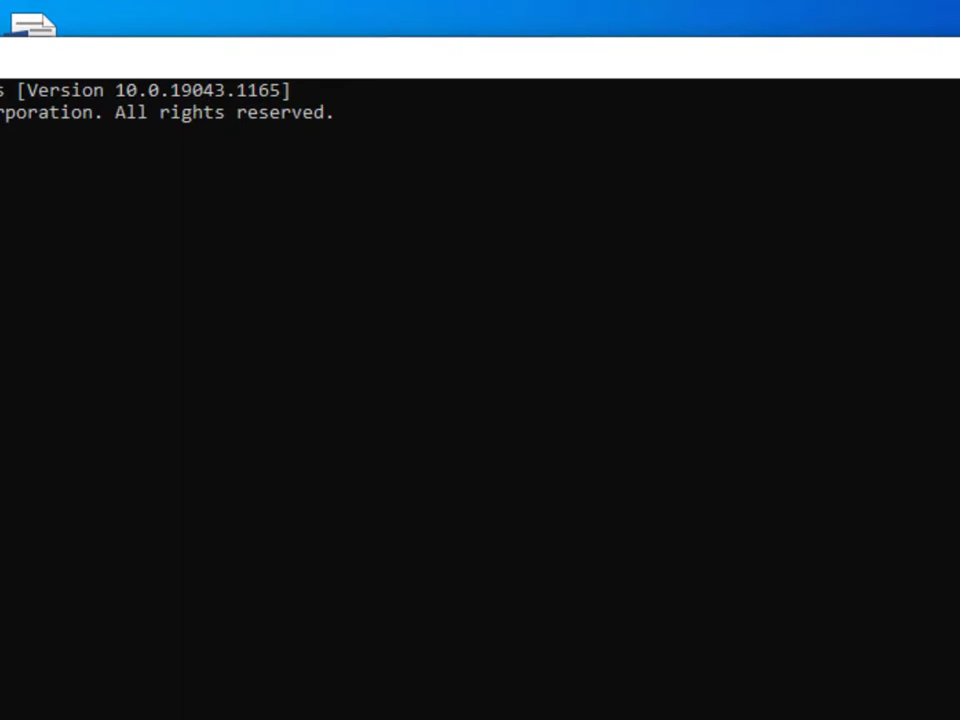 s [Version 10.0.19043.1165]
rporation. All rights reserved.